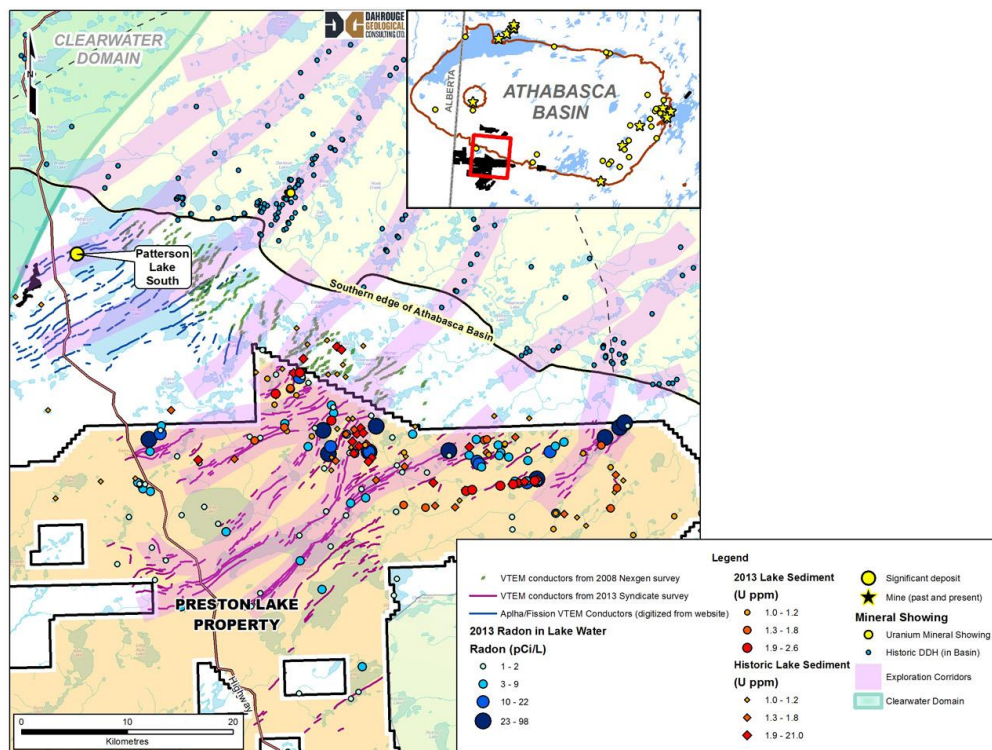 CLEARWATER
DOMAIN
N
DG DAHROUGE
GEOLOGICAL
CONSULTING LTD.
ALBERTA
ATHABASCA
BASIN
Patterson
Lake
South
Southern edge of Athabasca Basin
PRESTON LAKE
PROPERTY
Highway
0 10 20
Kilometres
Legend
VTEM conductors from 2008 Nexgen survey
VTEM conductors from 2013 Syndicate survey
Aplha/Fission VTEM Conductors (digitized from website)
2013 Radon in Lake Water
Radon (pCi/L)
1 - 2
3 - 9
10 - 22
23 - 98
2013 Lake Sediment
(U ppm)
1.0 - 1.2
1.3 - 1.8
1.9 - 2.6
Historic Lake Sediment
(U ppm)
1.0 - 1.2
1.3 - 1.8
1.9 - 21.0
Significant deposit
Mine (past and present)
Mineral Showing
Uranium Mineral Showing
Historic DDH (in Basin)
Exploration Corridors
Clearwater Domain